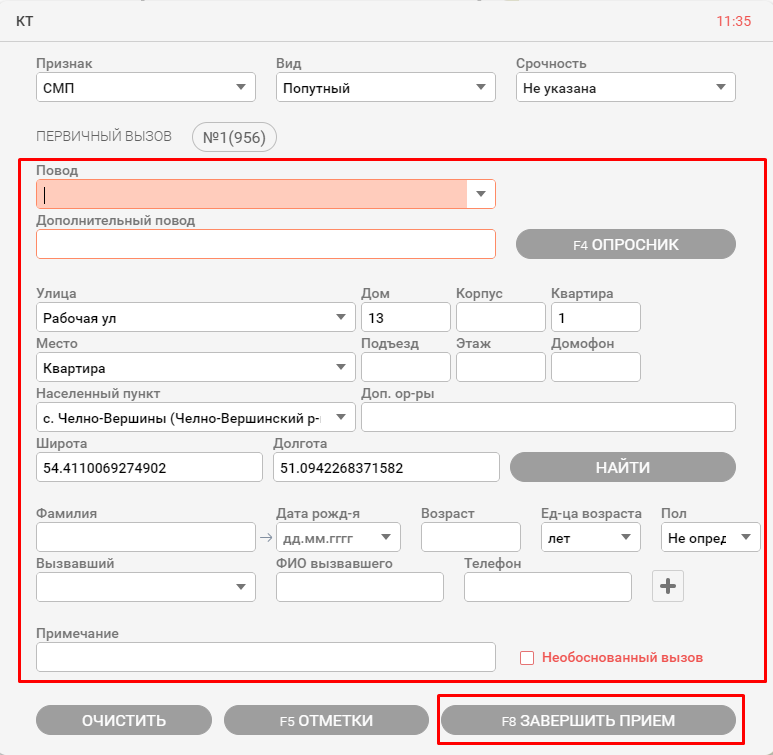 КТ 11:35
Признак Вид Срочность
СМП Попутный Не указана
ПЕРВИЧНЫЙ ВЫЗОВ №1(956)
Повод
Дополнительный повод
F4 ОПРОСНИК
Улица Дом Корпус Квартира
Рабочая ул 13 1
Место Подъезд Этаж Домофон
Квартира
Населенный пункт Доп. ор-ры
с. Челно-Вершины (Челно-Вершинский р-
Широта Долгота
54.4110069274902 51.0942268371582 НАЙТИ
Фамилия Дата рожд-я Возраст Ед-ца возраста Пол
дд.мм.гггг лет Не опред
Вызвавший ФИО вызвавшего Телефон
Примечание
Необоснованный вызов
ОЧИСТИТЬ F5 ОТМЕТКИ F8 ЗАВЕРШИТЬ ПРИЕМ